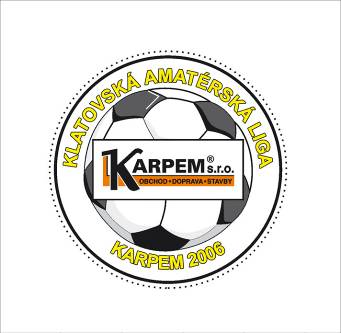 KLATOVSKÁ AMATÉRSKÁ LIGA
KARPEM® s.r.o.
OBCHOD • DOPRAVA • STAVBY
KARPEM 2006